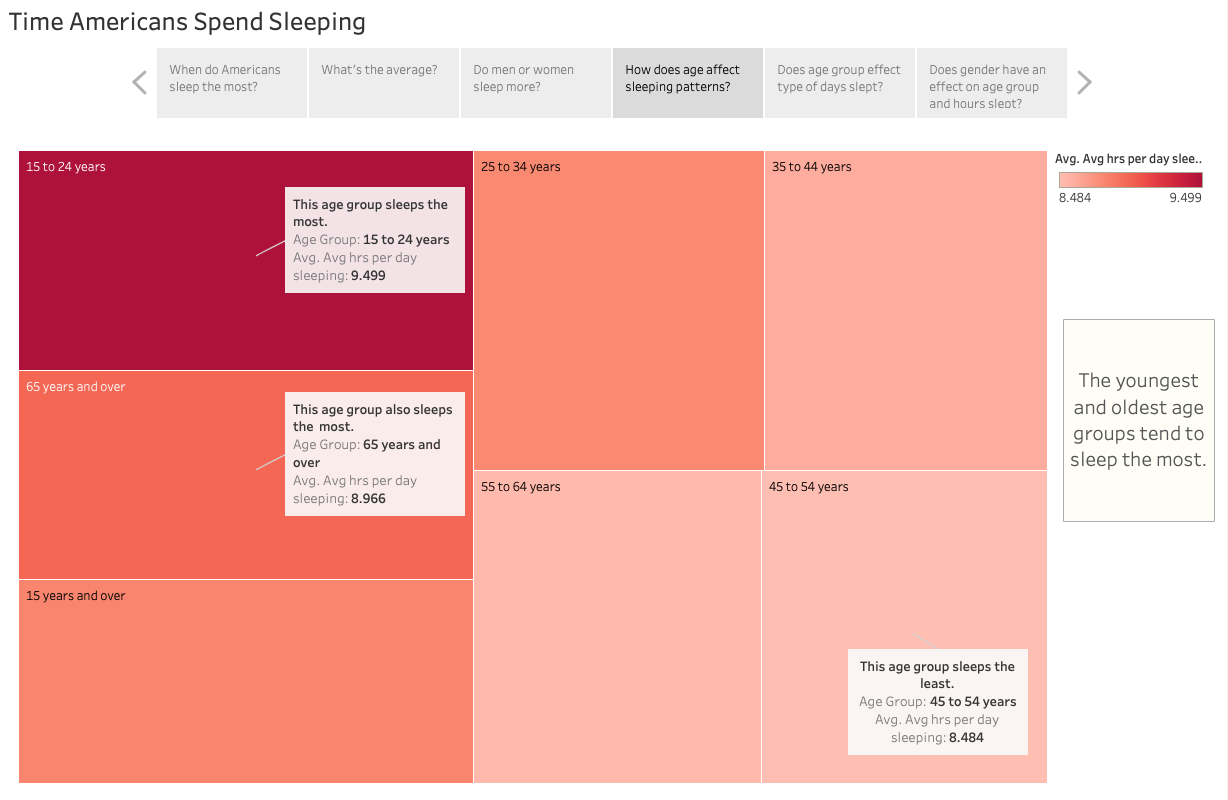 Time Americans Spend Sleeping
When do Americans
sleep the most?
What's the average?
Do men or women
sleep more?
How does age affect
sleeping patterns?
Does age group effect
type of days slept?
Does gender have an
effect on age group
and hours slept?
15 to 24 years
This age group sleeps the
most.
Age Group: 15 to 24 years
Avg. Avg hrs per day
sleeping: 9.499
65 years and over
This age group also sleeps
the most.
Age Group: 65 years and
over
Avg. Avg hrs per day
sleeping: 8.966
15 years and over
25 to 34 years
35 to 44 years
55 to 64 years
45 to 54 years
This age group sleeps the
least.
Age Group: 45 to 54 years
Avg. Avg hrs per day
sleeping: 8.484
Avg. Avg hrs per day slee..
8.484 9.499
The youngest
and oldest age
groups tend to
sleep the most.